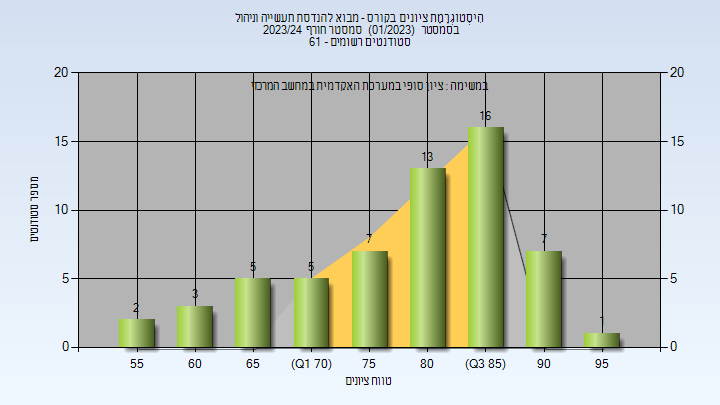 היסטוגרמת ציונים בקורס - מבוא להנדסת תעשייה וניהול
בסמסטר (01/2023) סמסטר חורף 2023/24
סטודנטים רשומים - 61
במשימה : ציון סופי במערכת האקדמית במחשב המרכזי
20 20
15 15
10 10
5 5
0 0
מספר סטודנטים
2 3 5 5 7 13 16 7 1
55 60 65 (Q1 70) 75 80 (Q3 85) 90 95
טווח ציונים